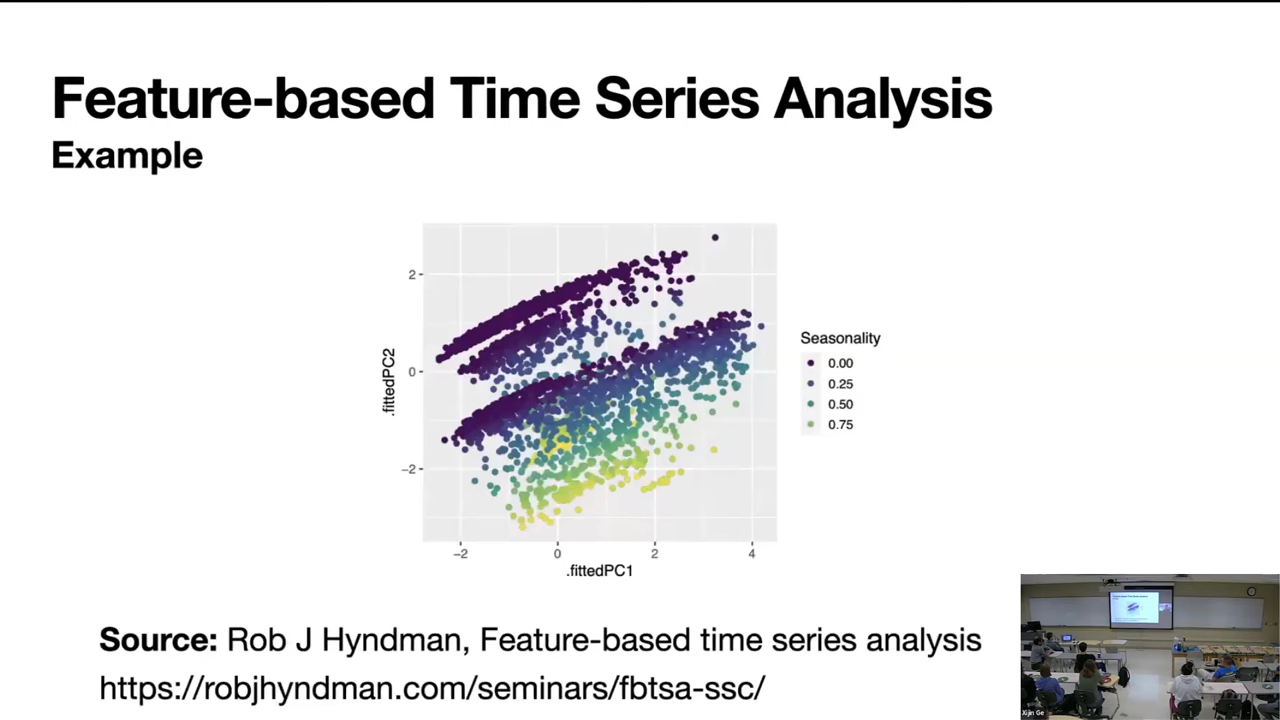 Feature-based Time Series Analysis
Example
2
0
−2
.fittedPC2
−2
0
2
4
.fittedPC1
Seasonality
0.00
0.25
0.50
0.75
Source: Rob J Hyndman, Feature-based time series analysis
https://robjhyndman.com/seminars/fbtsa-ssc/
Xijin Ge